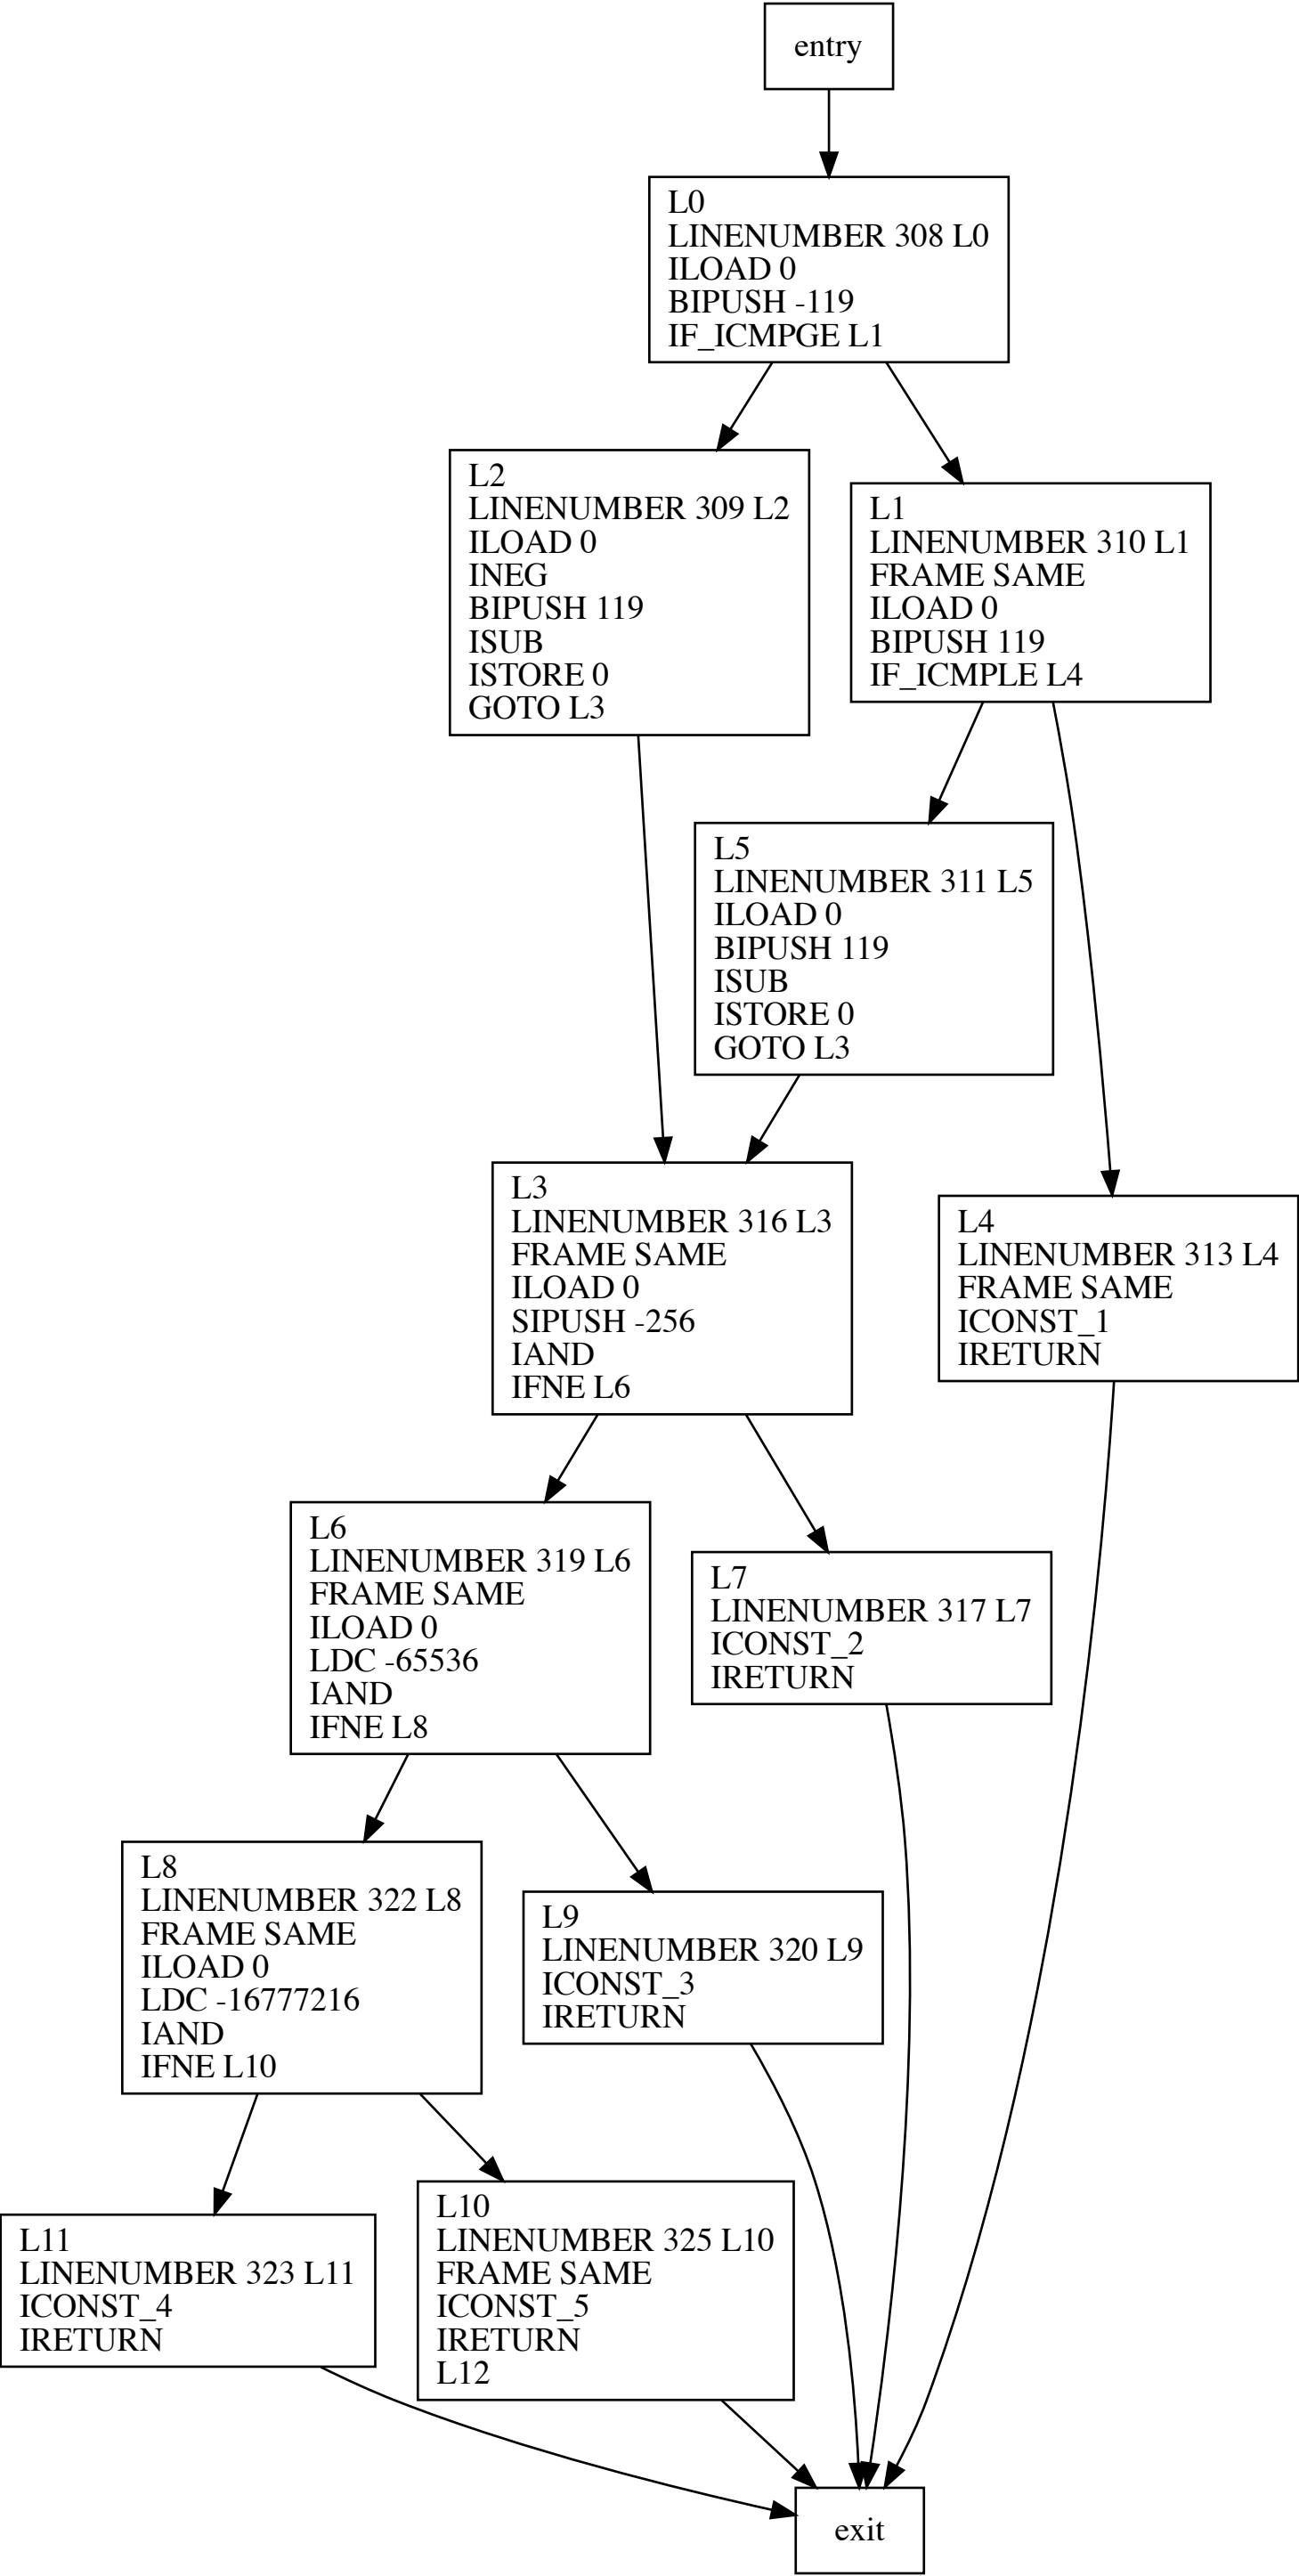 entry
L0
LINENUMBER 308 L0
ILOAD 0
BIPUSH -119
IF_ICMPGE L1
L2
LINENUMBER 309 L2
ILOAD 0
INEG
BIPUSH 119
ISUB
ISTORE 0
GOTO L3
L1
LINENUMBER 310 L1
FRAME SAME
ILOAD 0
BIPUSH 119
IF_ICMPLE L4
L5
LINENUMBER 311 L5
ILOAD 0
BIPUSH 119
ISUB
ISTORE 0
GOTO L3
L3
LINENUMBER 316 L3
FRAME SAME
ILOAD 0
SIPUSH -256
IAND
IFNE L6
L4
LINENUMBER 313 L4
FRAME SAME
ICONST_1
IRETURN
L6
LINENUMBER 319 L6
FRAME SAME
ILOAD 0
LDC -65536
IAND
IFNE L8
L7
LINENUMBER 317 L7
ICONST_2
IRETURN
L8
LINENUMBER 322 L8
FRAME SAME
ILOAD 0
LDC -16777216
IAND
IFNE L10
L9
LINENUMBER 320 L9
ICONST_3
IRETURN
L11
LINENUMBER 323 L11
ICONST_4
IRETURN
L10
LINENUMBER 325 L10
FRAME SAME
ICONST_5
IRETURN
L12
exit